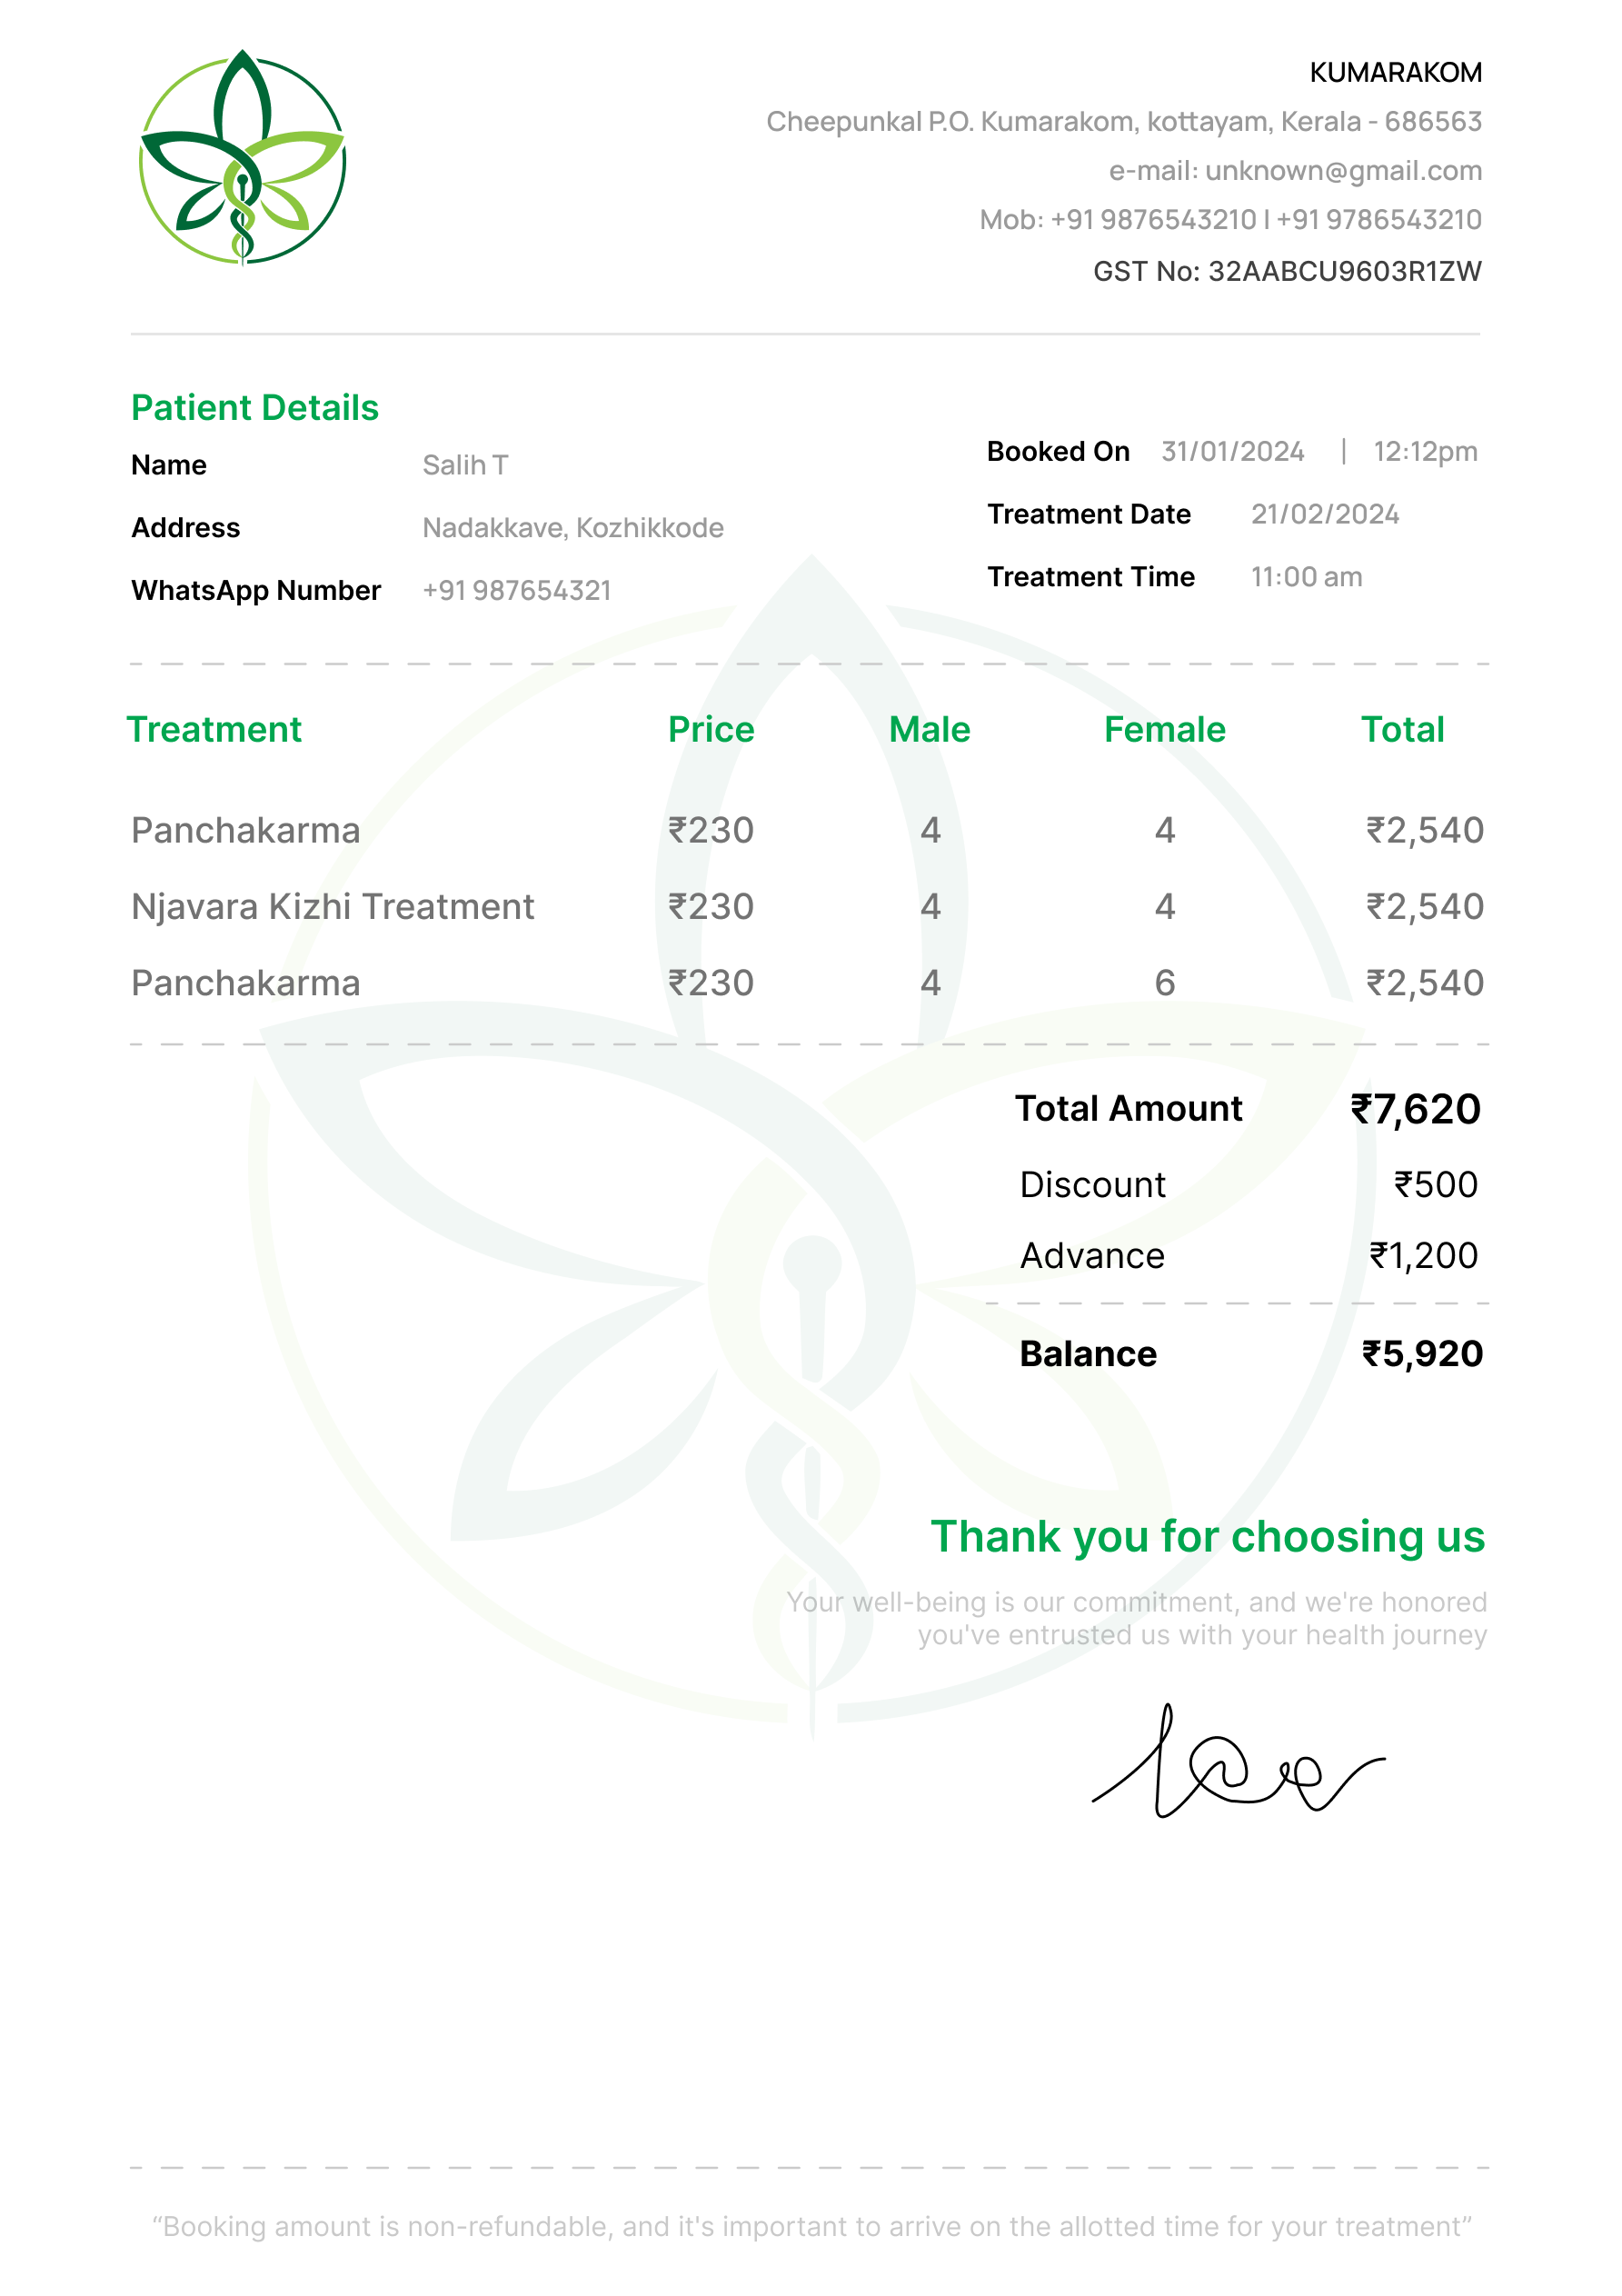 KUMARAKOM
Cheepunkal P.O. Kumarakom, kottayam, Kerala - 686563
e-mail: unknown@gmail.com
Mob: +91 9876543210 | +91 9786543210
GST No: 32AABCU9603R1ZW
Patient Details
Name Salih T
Address Nadakkave, Kozhikkode
WhatsApp Number +91 987654321
Booked On 31/01/2024 | 12:12pm
Treatment Date 21/02/2024
Treatment Time 11:00 am
Treatment Price Male Female Total
Panchakarma ₹230 4 4 ₹2,540
Njavara Kizhi Treatment ₹230 4 4 ₹2,540
Panchakarma ₹230 4 6 ₹2,540
Total Amount ₹7,620
Discount ₹500
Advance ₹1,200
Balance ₹5,920
Thank you for choosing us
Your well-being is our commitment, and we're honored
you've entrusted us with your health journey
“Booking amount is non-refundable, and it's important to arrive on the allotted time for your treatment”